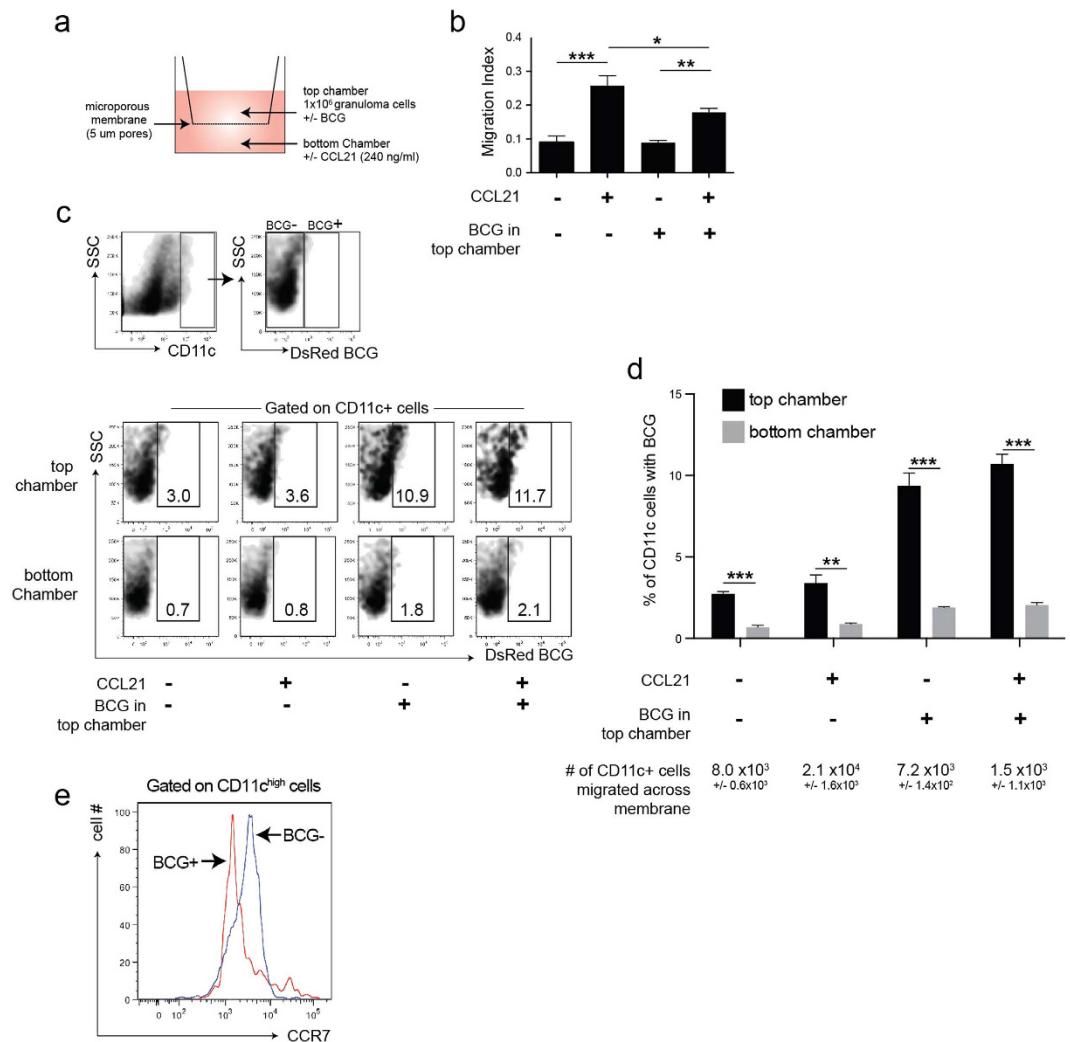 a
microporous
membrane
(5 um pores)
top chamber
1x10⁶ granuloma cells
+/- BCG
bottom Chamber
+/- CCL21 (240 ng/ml)
b
Migration Index
0.4
0.3
0.2
0.1
0.0
***
*
**
CCL21 - + - +
BCG in
top chamber
- - + +
c
SSC
CD11c
BCG- BCG+
SSC
DsRed BCG
Gated on CD11c+ cells
SSC
top
chamber
3.0 3.6 10.9 11.7
bottom
Chamber
0.7 0.8 1.8 2.1
DsRed BCG
CCL21 - + - +
BCG in
top chamber
- - + +
d
% of CD11c cells with BCG
15
10
5
0
top chamber
bottom chamber
*** ** *** ***
CCL21 - + - +
BCG in
top chamber
- - + +
# of CD11c+ cells
migrated across
membrane
8.0 x10³ 2.1 x10⁴ 7.2 x10³ 1.5 x10³
+/- 0.6x10³ +/- 1.6x10³ +/- 1.4x10² +/- 1.1x10³
e
Gated on CD11cʰⁱᵍʰ cells
cell #
100
80
60
40
20
0
BCG+
BCG-
0 10² 10³ 10⁴ 10⁵
CCR7